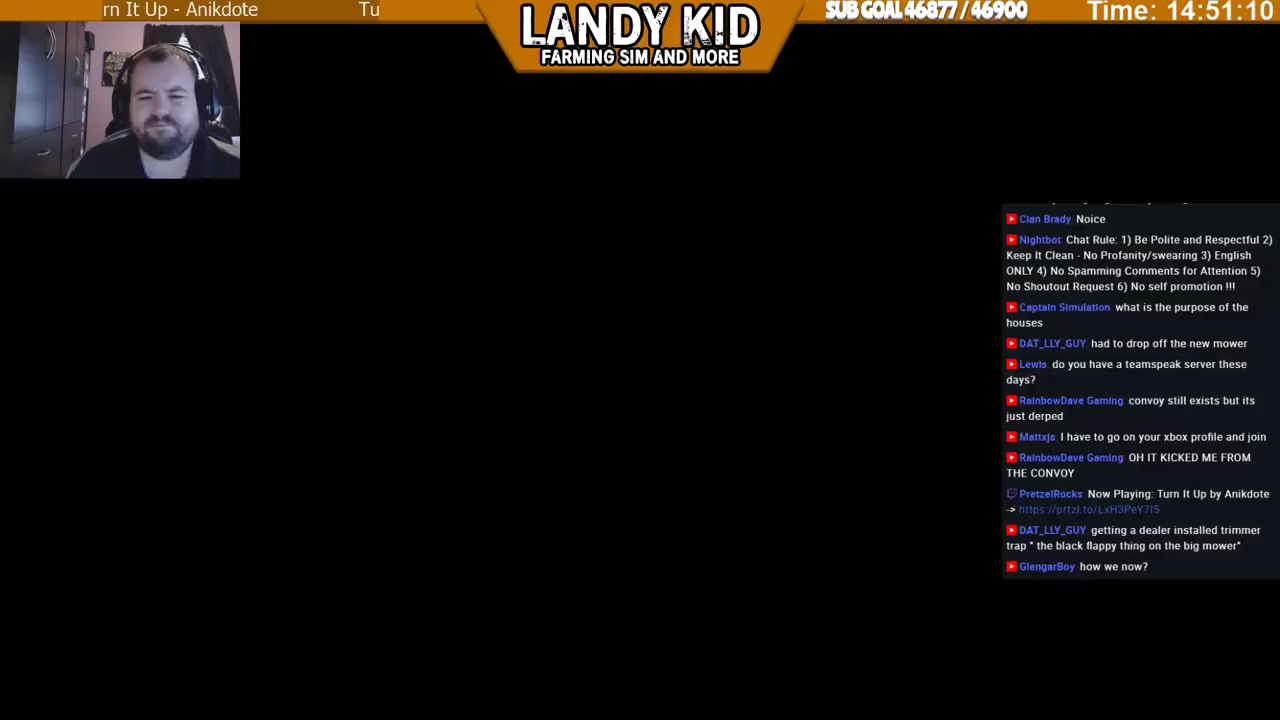 rn It Up - Anikdote
Tu
LANDY KID
FARMING SIM AND MORE
SUB GOAL 46877 / 46900
Time: 14:51:10
Cian Brady Noice
Nightbot Chat Rule: 1) Be Polite and Respectful 2)
Keep It Clean - No Profanity/swearing 3) English
ONLY 4) No Spamming Comments for Attention 5)
No Shoutout Request 6) No self promotion !!!
Captain Simulation what is the purpose of the
houses
DAT_LLY_GUY had to drop off the new mower
Lewis do you have a teamspeak server these
days?
RainbowDave Gaming convoy still exists but its
just derped
Mattxjs I have to go on your xbox profile and join
RainbowDave Gaming OH IT KICKED ME FROM
THE CONVOY
PretzelRocks Now Playing: Turn It Up by Anikdote
-> https://prtzl.to/LxH3PeY7I5
DAT_LLY_GUY getting a dealer installed trimmer
trap " the black flappy thing on the big mower"
GlengarBoy how we now?